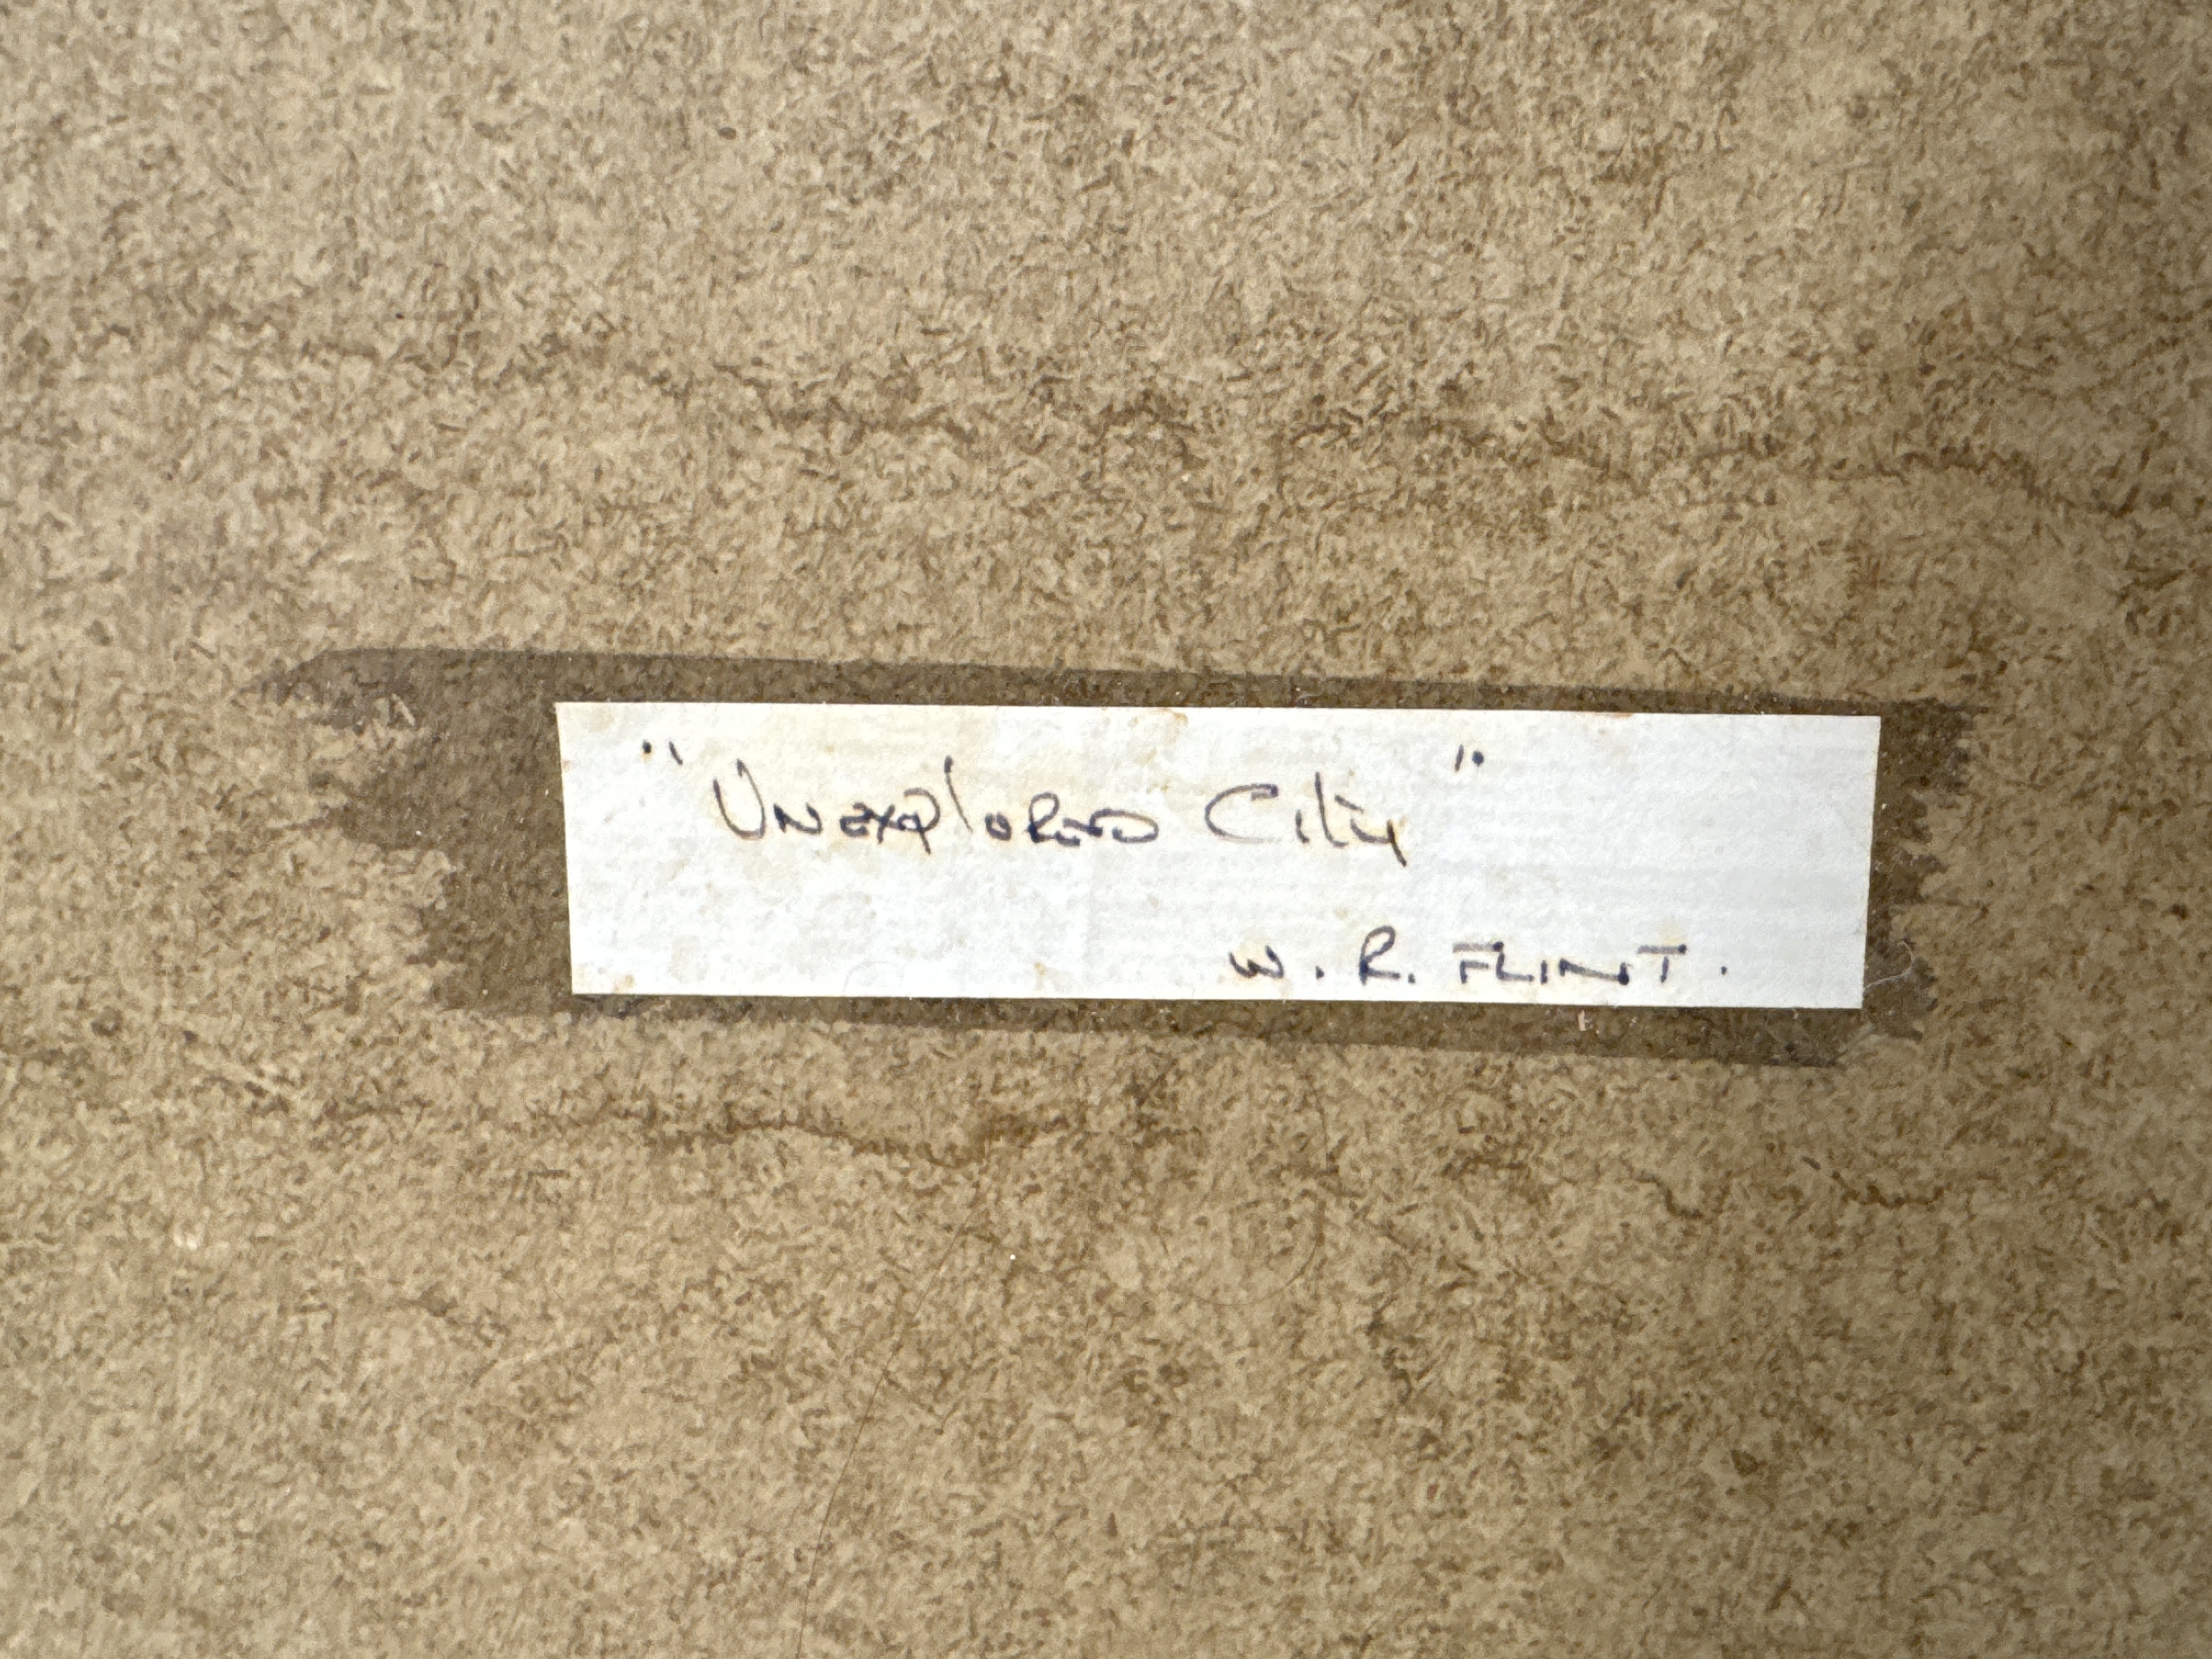 "Unexplored City"
W. R. FLINT.